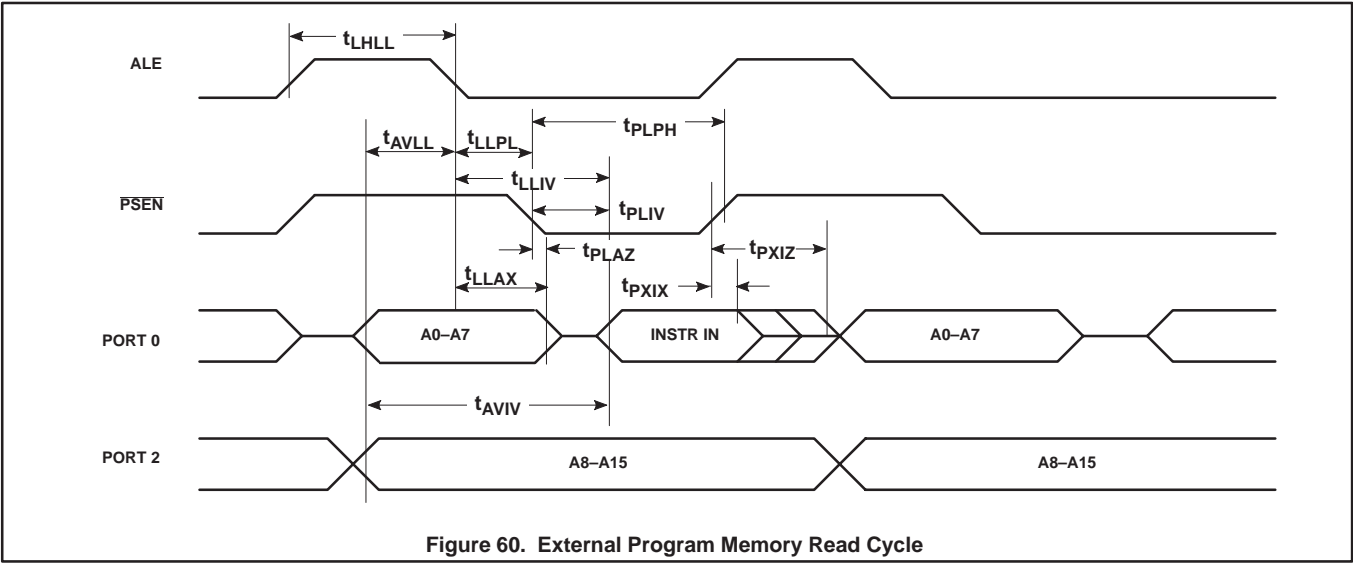 tLHLL
ALE
tPLPH
tAVLL tLLPL
tLLIV
PSEN
tPLIV
tPLAZ
tPXIZ
tLLAX
tPXIX
PORT 0 A0–A7 INSTR IN A0–A7
tAVIV
PORT 2 A8–A15 A8–A15
Figure 60. External Program Memory Read Cycle